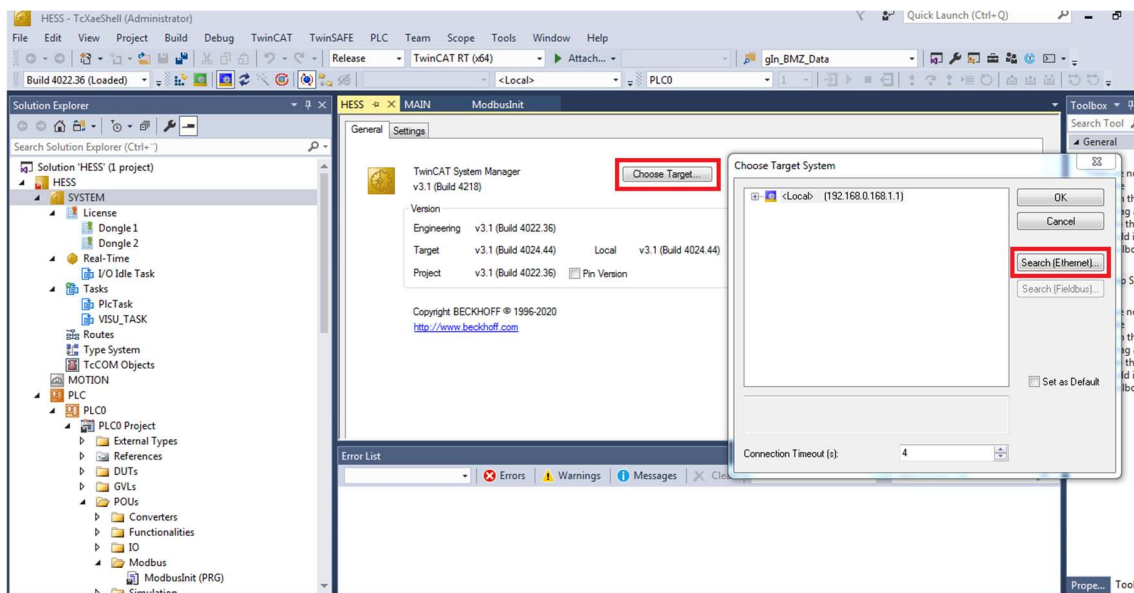 HESS - TcXaeShell (Administrator)
Quick Launch (Ctrl+Q)
File Edit View Project Build Debug TwinCAT TwinSAFE PLC Team Scope Tools Window Help
Release TwinCAT RT (x64) Attach... gIn_BMZ_Data
Build 4022.36 (Loaded) <Local> PLC0 1
Solution Explorer
Search Solution Explorer (Ctrl+¨)
Solution 'HESS' (1 project)
HESS
SYSTEM
License
Dongle 1
Dongle 2
Real-Time
I/O Idle Task
Tasks
PlcTask
VISU_TASK
Routes
Type System
TcCOM Objects
MOTION
PLC
PLC0
PLC0 Project
External Types
References
DUTs
GVLs
POUs
Converters
Functionalities
IO
Modbus
ModbusInit (PRG)
Simulation
HESS MAIN ModbusInit
General Settings
TwinCAT System Manager
v3.1 (Build 4218)
Choose Target...
Version
Engineering v3.1 (Build 4022.36)
Target v3.1 (Build 4024.44) Local v3.1 (Build 4024.44)
Project v3.1 (Build 4022.36) Pin Version
Copyright BECKHOFF © 1996-2020
http://www.beckhoff.com
Error List
Errors Warnings Messages
Choose Target System
<Local> (192.168.0.168.1.1)
OK
Cancel
Search (Ethernet)...
Search (Fieldbus)...
Set as Default
Connection Timeout (s): 4
Toolbox
Search Tool
General
Prope... Tool